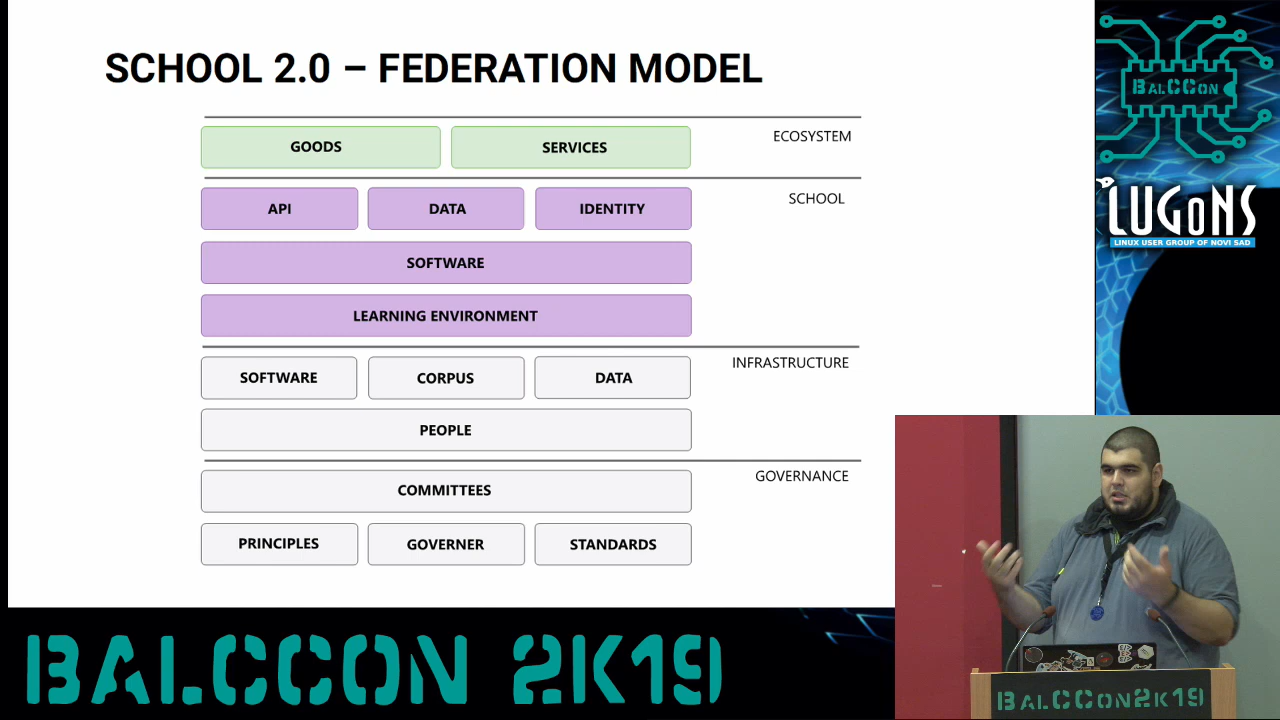 SCHOOL 2.0 – FEDERATION MODEL
ECOSYSTEM
GOODS SERVICES
SCHOOL
API DATA IDENTITY
SOFTWARE
LEARNING ENVIRONMENT
INFRASTRUCTURE
SOFTWARE CORPUS DATA
PEOPLE
GOVERNANCE
COMMITTEES
PRINCIPLES GOVERNER STANDARDS
BALCCON
LUGONS
LINUX USER GROUP OF NOVI SAD
BALCCON 2K19
BALCCON2K19